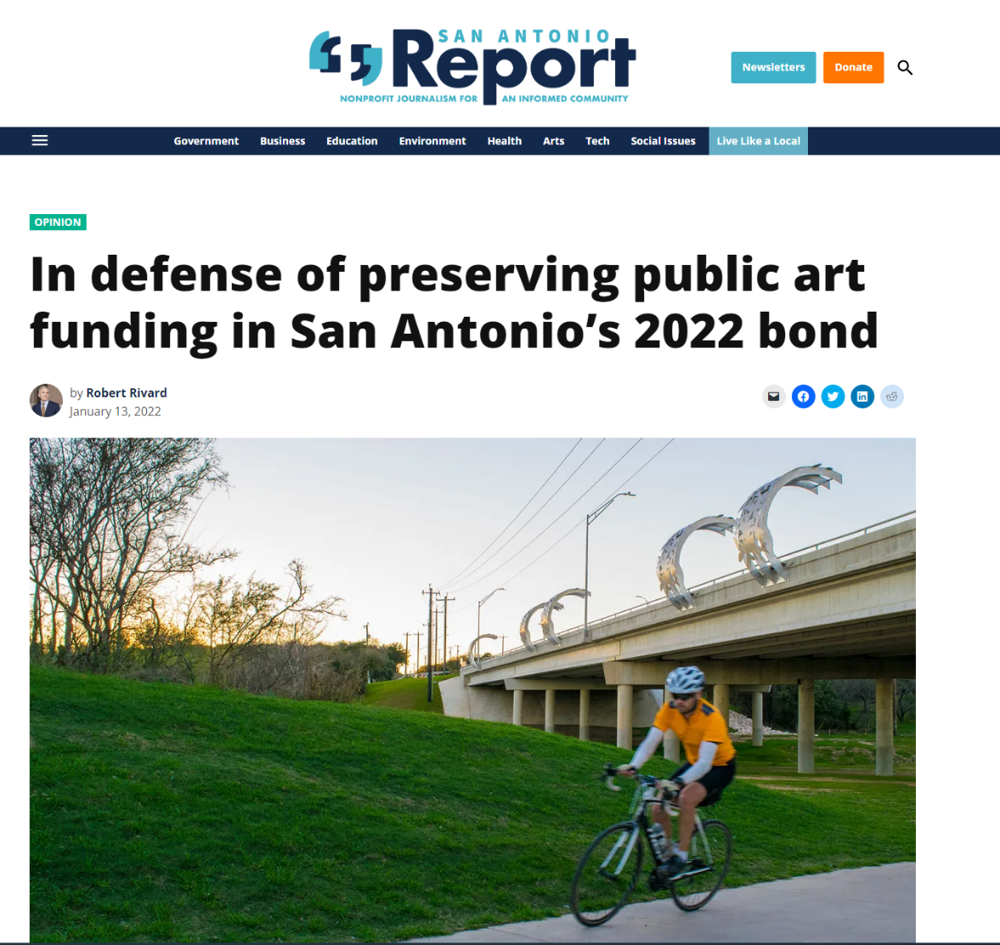 SAN ANTONIO
Report
NONPROFIT JOURNALISM FOR AN INFORMED COMMUNITY
Newsletters
Donate
Government Business Education Environment Health Arts Tech Social Issues Live Like a Local
OPINION
In defense of preserving public art
funding in San Antonio’s 2022 bond
by Robert Rivard
January 13, 2022